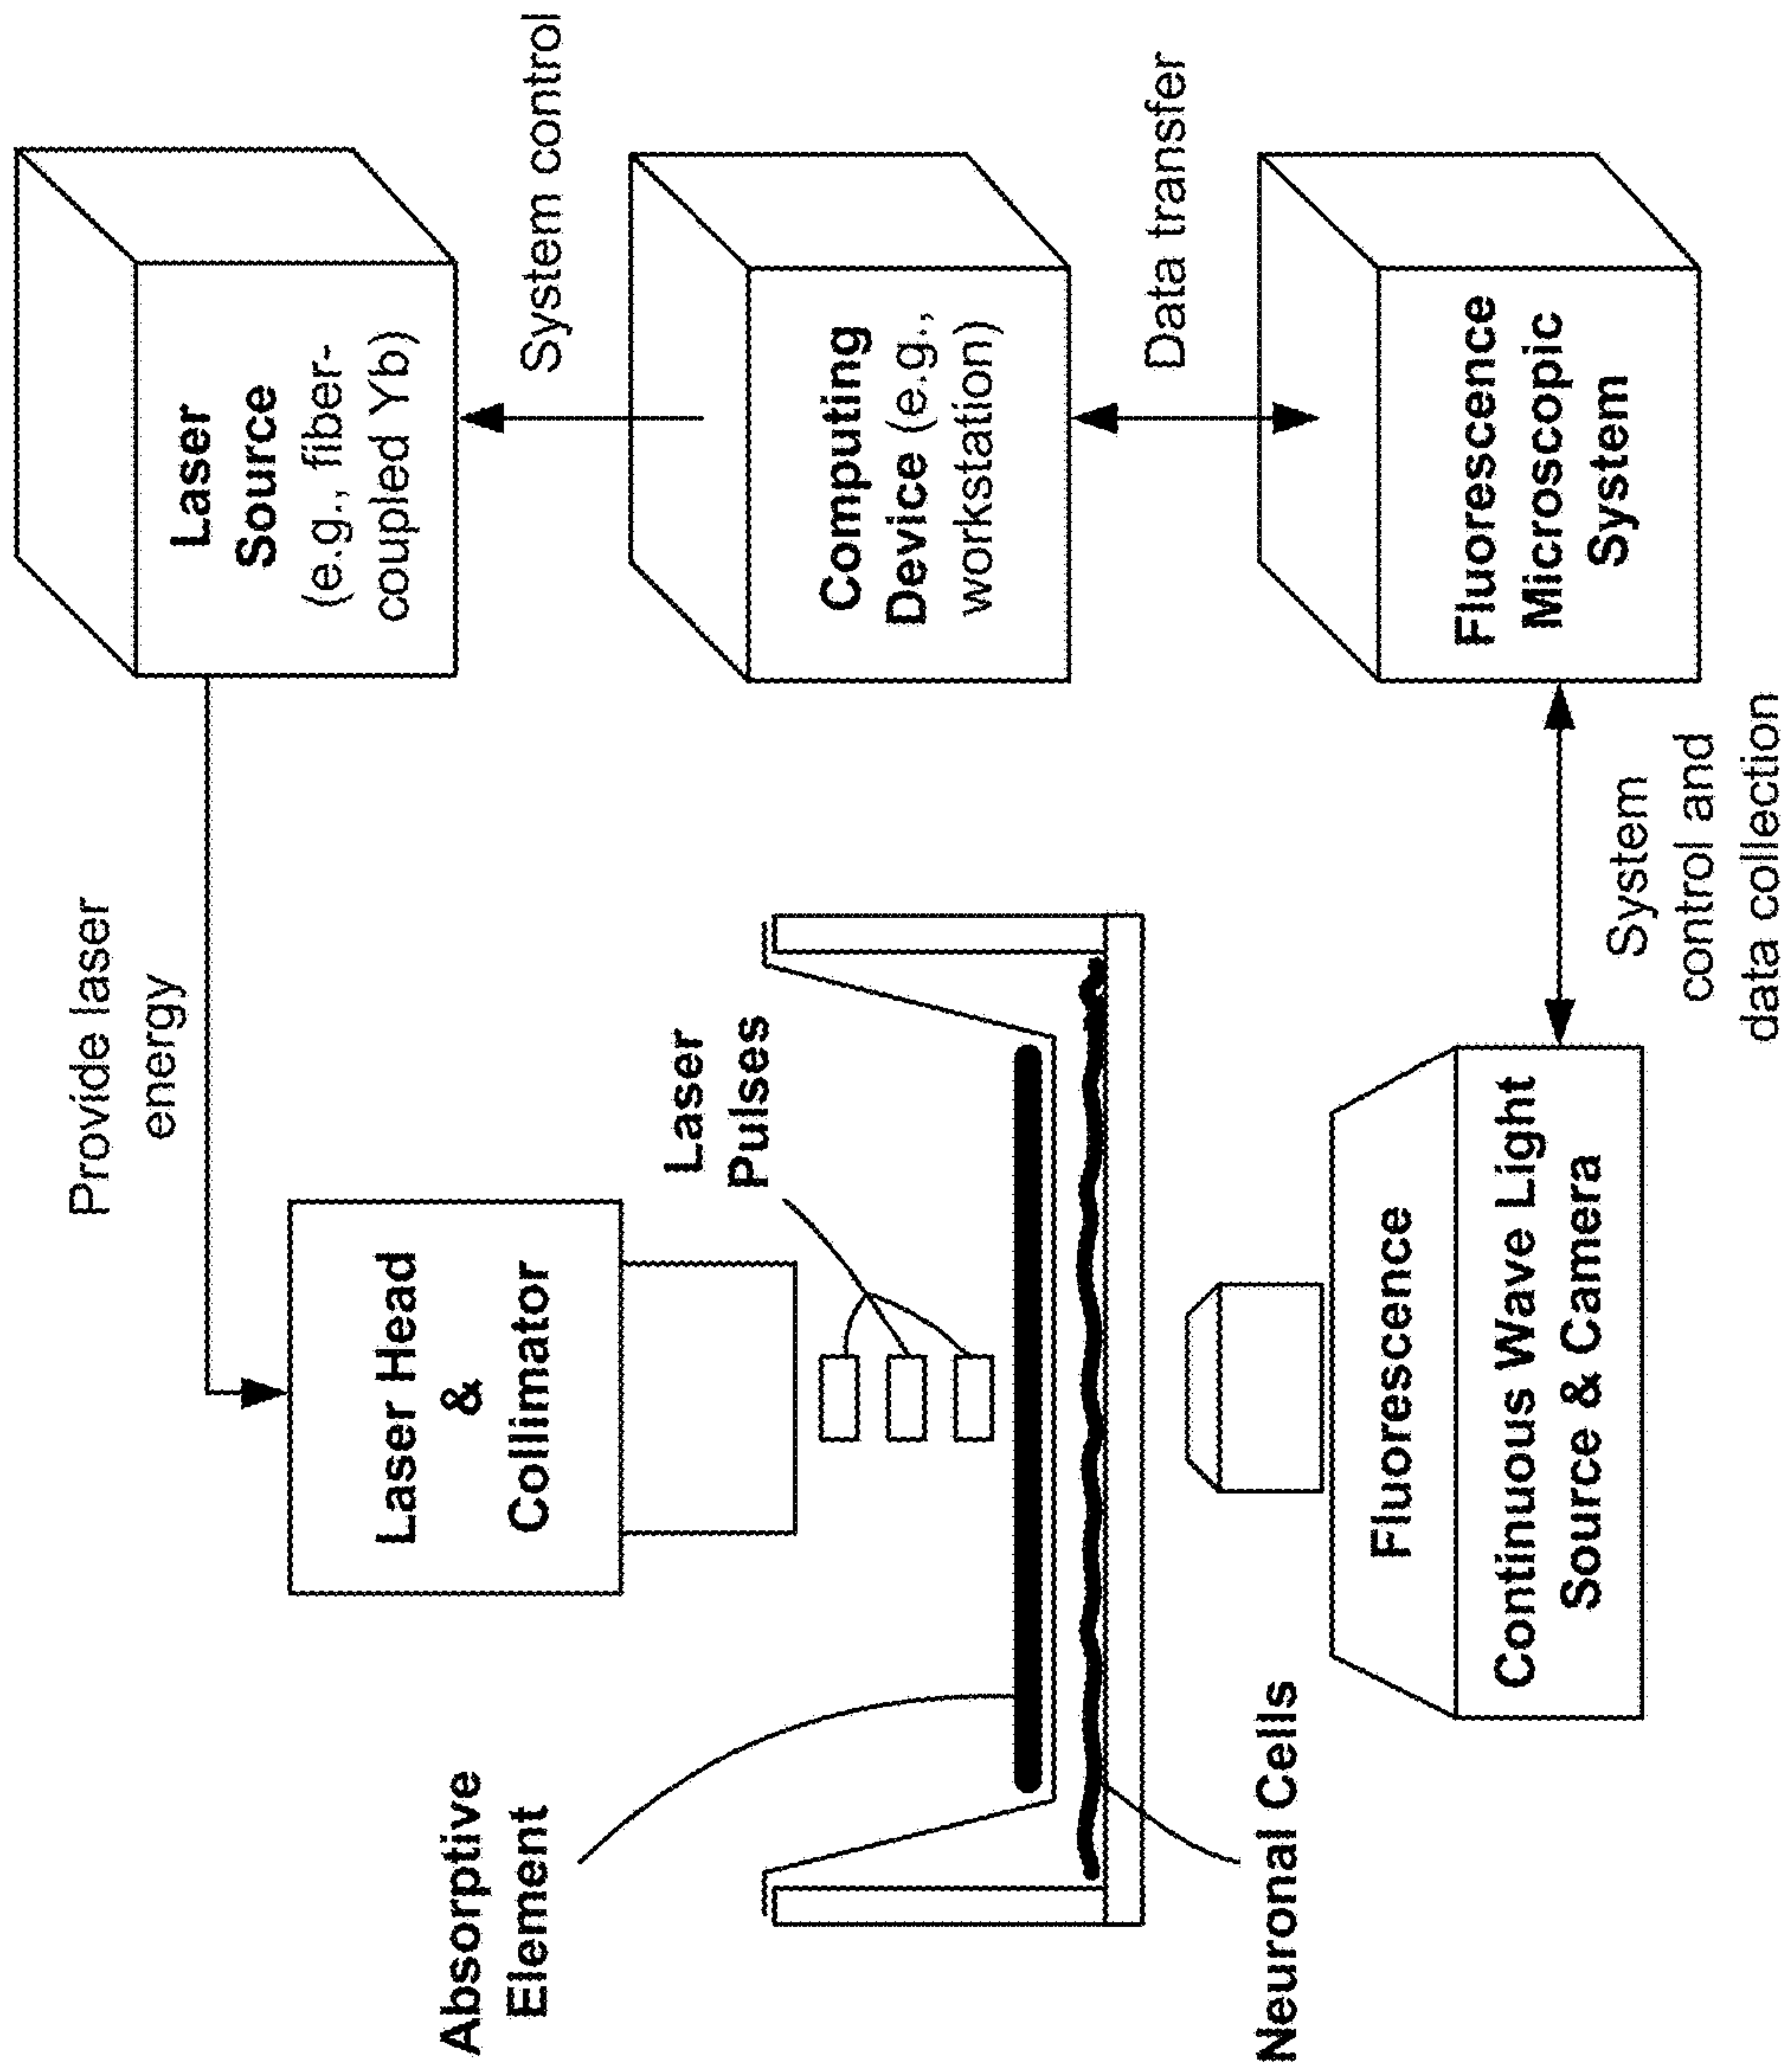 Provide laser
energy
Laser
Source
(e.g., fiber-
coupled Yb)
Laser Head
&
Collimator
System control
Absorptive
Element
Laser
Pulses
Computing
Device (e.g.,
workstation)
Data transfer
Neuronal Cells
Fluorescence
Continuous Wave Light
Source & Camera
Fluorescence
Microscopic
System
System
control and
data collection